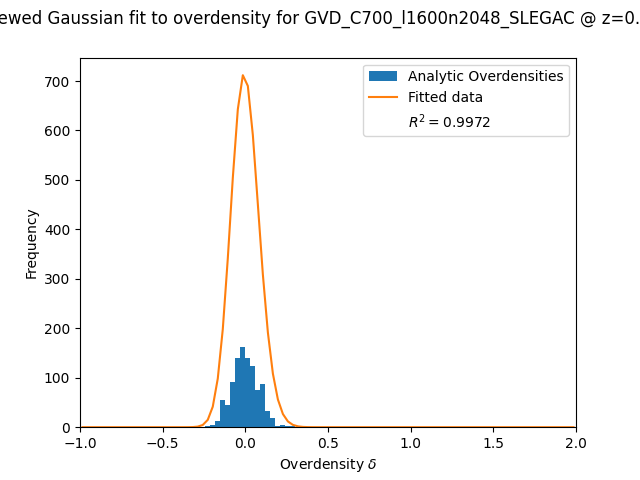 ewed Gaussian fit to overdensity for GVD_C700_l1600n2048_SLEGAC @ z=0.
Analytic Overdensities
Fitted data
R² = 0.9972
Frequency
700
600
500
400
300
200
100
0
−1.0 −0.5 0.0 0.5 1.0 1.5 2.0
Overdensity δ